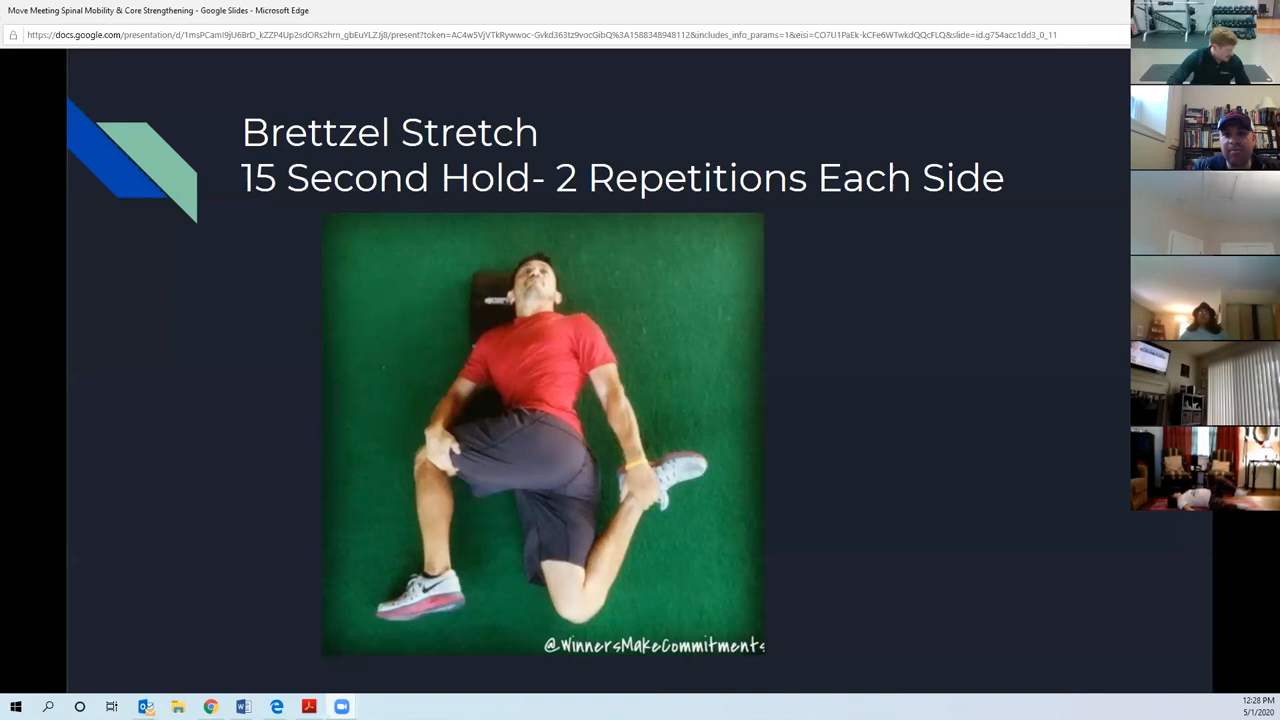 Move Meeting Spinal Mobility & Core Strengthening - Google Slides - Microsoft Edge
Brettzel Stretch
15 Second Hold- 2 Repetitions Each Side
@WinnersMakeCommitments
12:28 PM
5/1/2020